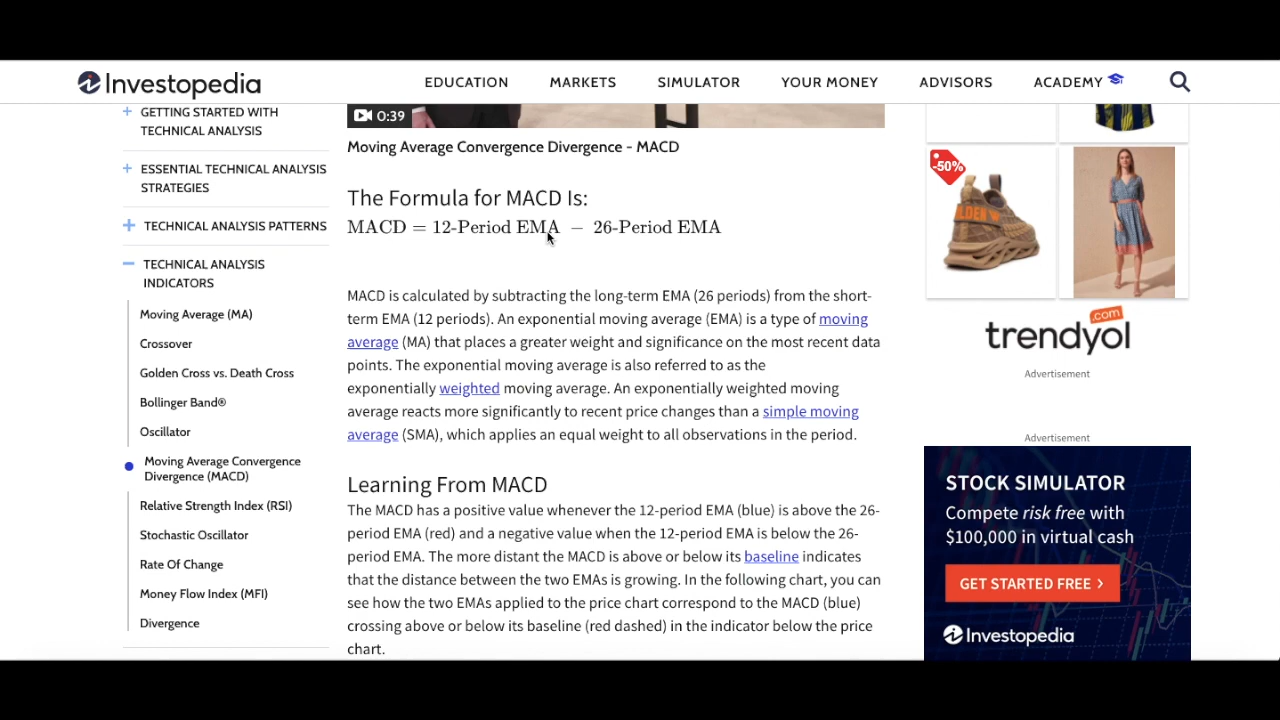 Investopedia
EDUCATION MARKETS SIMULATOR YOUR MONEY ADVISORS ACADEMY
+ GETTING STARTED WITH
TECHNICAL ANALYSIS
+ ESSENTIAL TECHNICAL ANALYSIS
STRATEGIES
+ TECHNICAL ANALYSIS PATTERNS
− TECHNICAL ANALYSIS
INDICATORS
Moving Average (MA)
Crossover
Golden Cross vs. Death Cross
Bollinger Band®
Oscillator
Moving Average Convergence
Divergence (MACD)
Relative Strength Index (RSI)
Stochastic Oscillator
Rate Of Change
Money Flow Index (MFI)
Divergence
0:39
Moving Average Convergence Divergence - MACD
The Formula for MACD Is:
MACD = 12-Period EMA − 26-Period EMA
MACD is calculated by subtracting the long-term EMA (26 periods) from the short-
term EMA (12 periods). An exponential moving average (EMA) is a type of moving
average (MA) that places a greater weight and significance on the most recent data
points. The exponential moving average is also referred to as the
exponentially weighted moving average. An exponentially weighted moving
average reacts more significantly to recent price changes than a simple moving
average (SMA), which applies an equal weight to all observations in the period.
Learning From MACD
The MACD has a positive value whenever the 12-period EMA (blue) is above the 26-
period EMA (red) and a negative value when the 12-period EMA is below the 26-
period EMA. The more distant the MACD is above or below its baseline indicates
that the distance between the two EMAs is growing. In the following chart, you can
see how the two EMAs applied to the price chart correspond to the MACD (blue)
crossing above or below its baseline (red dashed) in the indicator below the price
chart.
-50%
trendyol
.com
Advertisement
Advertisement
STOCK SIMULATOR
Compete risk free with
$100,000 in virtual cash
GET STARTED FREE >
Investopedia